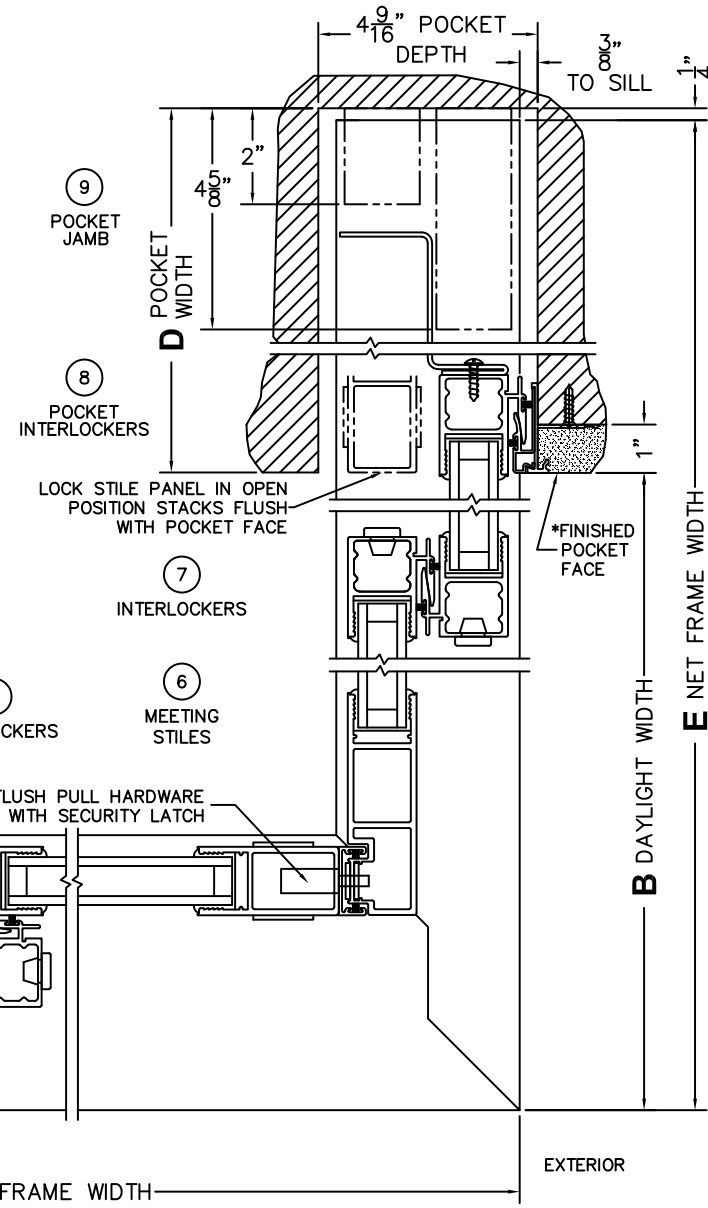 4 9/16" POCKET
DEPTH
3/8"
TO SILL
1/4
2"
4 5/8"
9
POCKET
JAMB
D POCKET
WIDTH
8
POCKET
INTERLOCKERS
1"
LOCK STILE PANEL IN OPEN
POSITION STACKS FLUSH
WITH POCKET FACE
*FINISHED
POCKET
FACE
7
INTERLOCKERS
E NET FRAME WIDTH
6
MEETING
STILES
CKERS
B DAYLIGHT WIDTH
FLUSH PULL HARDWARE
WITH SECURITY LATCH
EXTERIOR
FRAME WIDTH